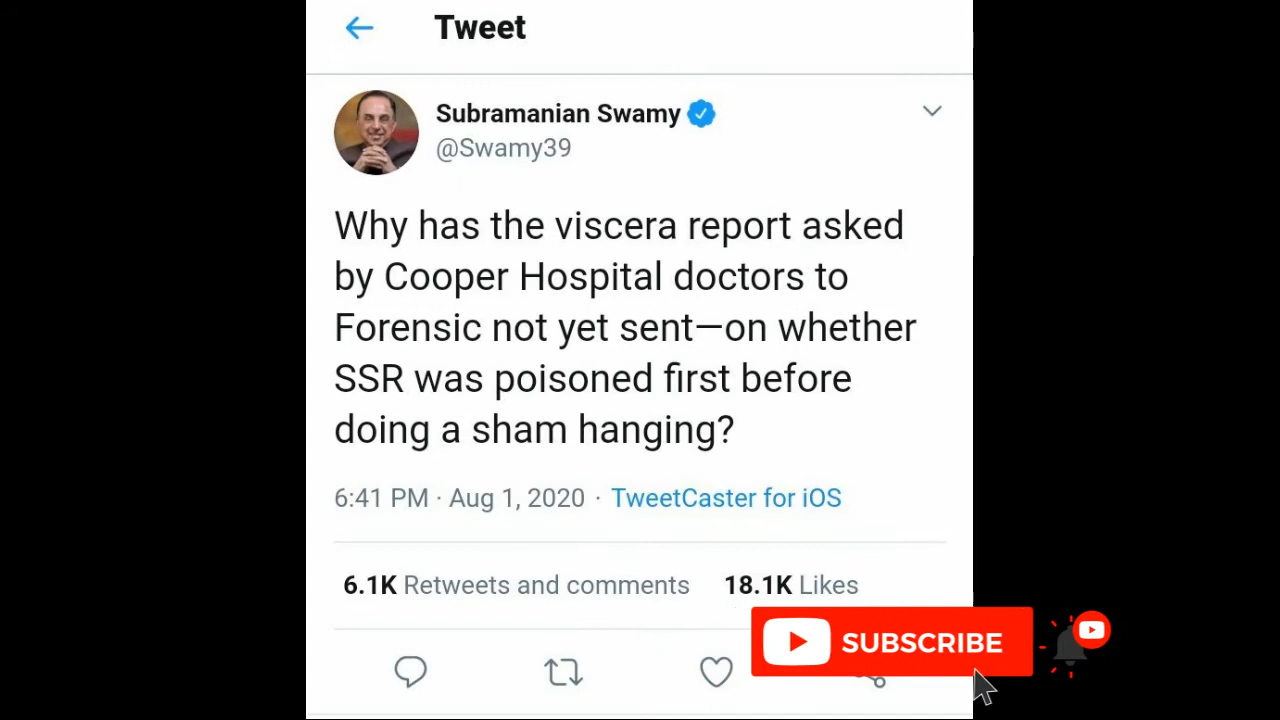 Tweet
Subramanian Swamy
@Swamy39
Why has the viscera report asked
by Cooper Hospital doctors to
Forensic not yet sent—on whether
SSR was poisoned first before
doing a sham hanging?
6:41 PM · Aug 1, 2020 · TweetCaster for iOS
6.1K Retweets and comments 18.1K Likes
SUBSCRIBE